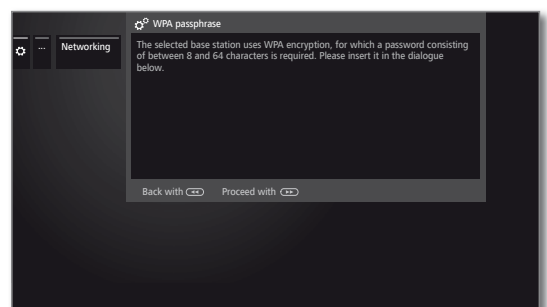 WPA passphrase
... Networking
The selected base station uses WPA encryption, for which a password consisting
of between 8 and 64 characters is required. Please insert it in the dialogue
below.
Back with Proceed with